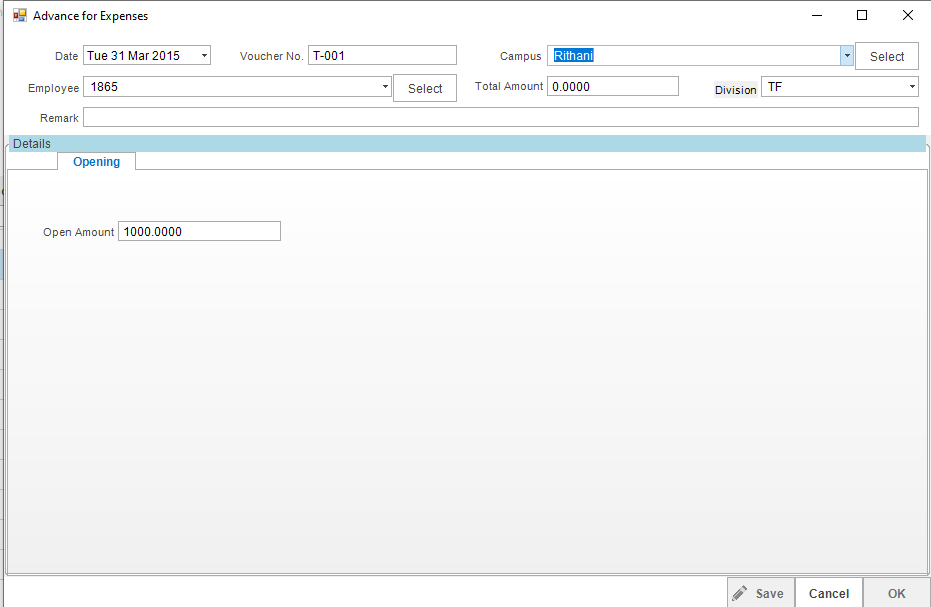 Advance for Expenses
Date Tue 31 Mar 2015 Voucher No. T-001 Campus Rithani Select
Employee 1865 Select Total Amount 0.0000 Division TF
Remark
Details
Opening
Open Amount 1000.0000
Save Cancel OK